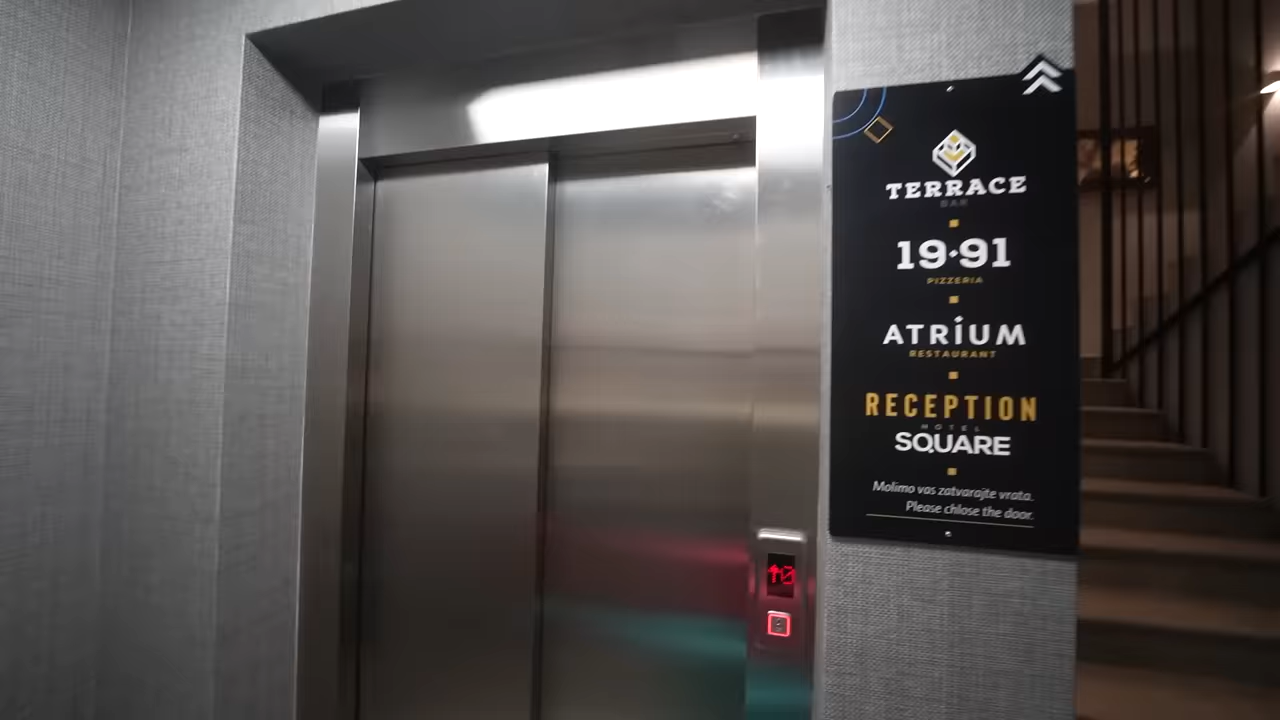 TERRACE
BAR
19·91
PIZZERIA
ATRiUM
RESTAURANT
RECEPTION
HOTEL
SQUARE
Molimo vas zatvarajte vrata.
Please chlose the door.